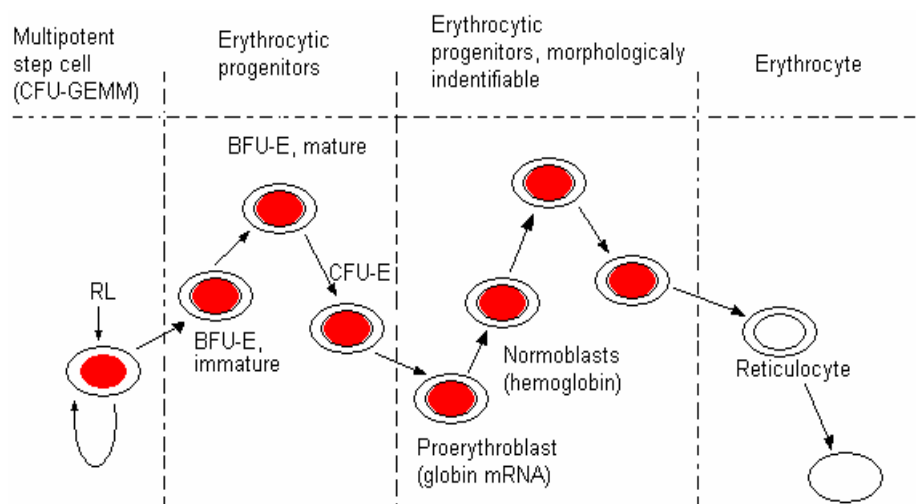 Multipotent
step cell
(CFU-GEMM)
Erythrocytic
progenitors
Erythrocytic
progenitors, morphologicaly
indentifiable
Erythrocyte
BFU-E, mature
CFU-E
RL
BFU-E,
immature
Normoblasts
(hemoglobin)
Reticulocyte
Proerythroblast
(globin mRNA)